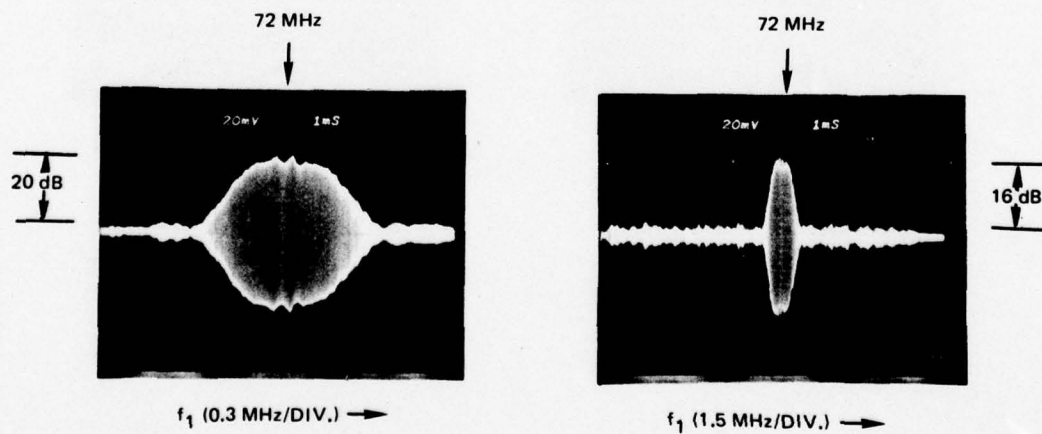 72 MHz
20mV 1mS
20 dB
f₁ (0.3 MHz/DIV.)
72 MHz
20mV 1mS
16 dB
f₁ (1.5 MHz/DIV.)